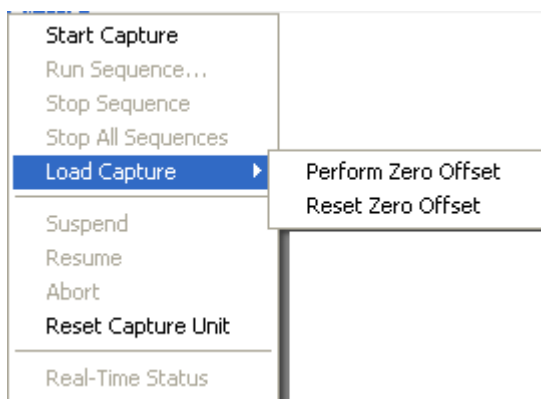 Start Capture
Run Sequence...
Stop Sequence
Stop All Sequences
Load Capture
Perform Zero Offset
Reset Zero Offset
Suspend
Resume
Abort
Reset Capture Unit
Real-Time Status